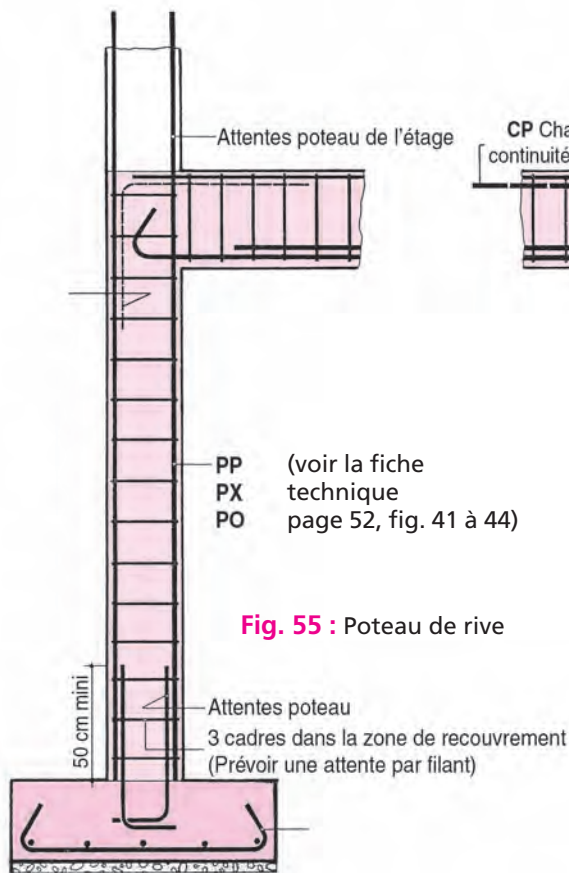 Attentes poteau de l'étage
CP Cha
continuité
PP (voir la fiche
PX technique
PO page 52, fig. 41 à 44)
Fig. 55 : Poteau de rive
50 cm mini
Attentes poteau
3 cadres dans la zone de recouvrement
(Prévoir une attente par filant)